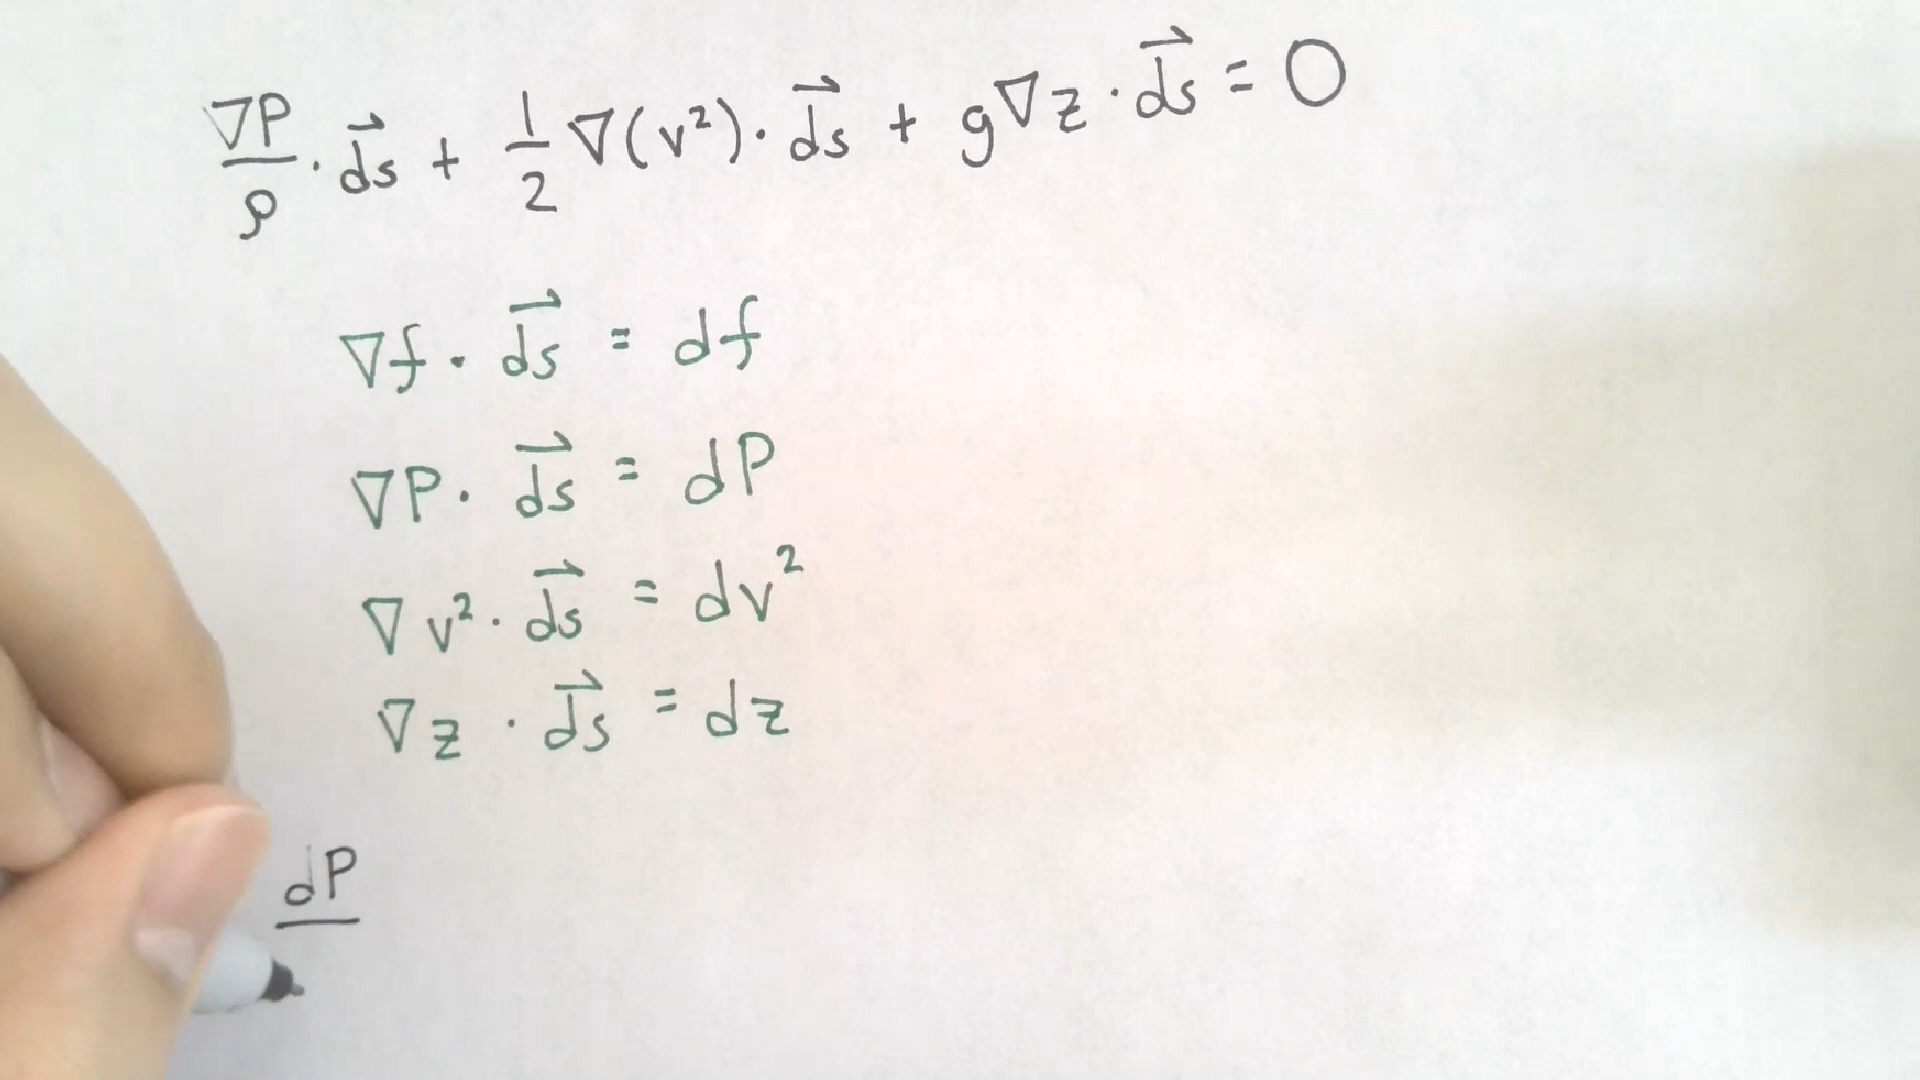 ∇P/ρ · d⃗s + 1/2 ∇(v²) · d⃗s + g∇z · d⃗s = 0
∇f · d⃗s = df
∇P · d⃗s = dP
∇v² · d⃗s = dv²
∇z · d⃗s = dz
dP